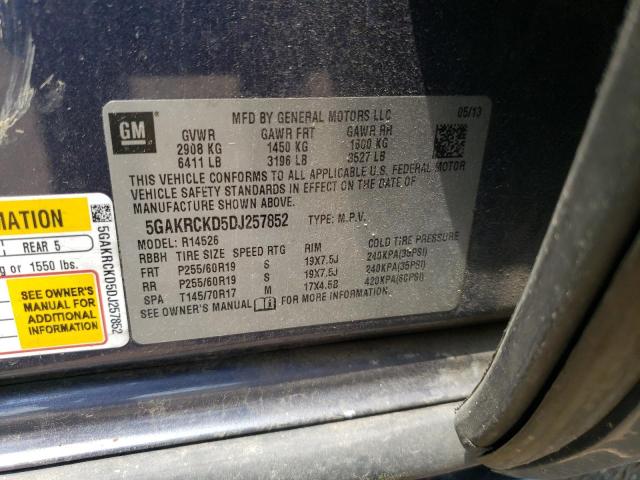 MFD BY GENERAL MOTORS LLC 05/13
GM
GVWR GAWR FRT GAWR RR
2908 KG 1450 KG 1600 KG
6411 LB 3196 LB 3527 LB
THIS VEHICLE CONFORMS TO ALL APPLICABLE U.S. FEDERAL MOTOR
VEHICLE SAFETY STANDARDS IN EFFECT ON THE DATE OF
MANUFACTURE SHOWN ABOVE.
5GAKRCKD5DJ257852 TYPE: M.P.V.
MODEL: R14526
RBBH TIRE SIZE SPEED RTG RIM COLD TIRE PRESSURE
FRT P255/60R19 S 19X7.5J 240KPA(35PSI)
RR P255/60R19 S 19X7.5J 240KPA(35PSI)
SPA T145/70R17 M 17X4.5B 420KPA(60PSI)
SEE OWNER'S MANUAL FOR MORE INFORMATION
RMATION
REAR 5
g or 1550 lbs.
SEE OWNER'S
MANUAL FOR
ADDITIONAL
INFORMATION
5GAKRCKD5DJ257852